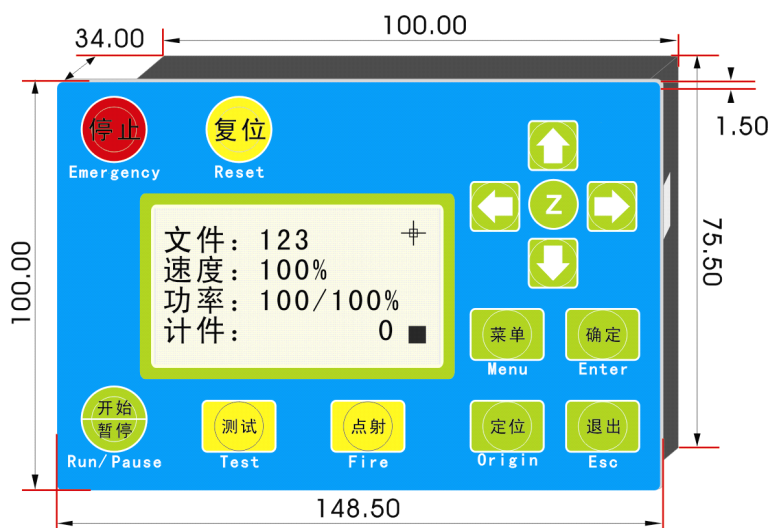 100.00
34.00
1.50
停止
复位
Emergency
Reset
Z
文件: 123
速度: 100%
功率: 100/100%
计件: 0
100.00
75.50
菜单
确定
Menu
Enter
开始
暂停
测试
点射
定位
退出
Run/Pause
Test
Fire
Origin
Esc
148.50